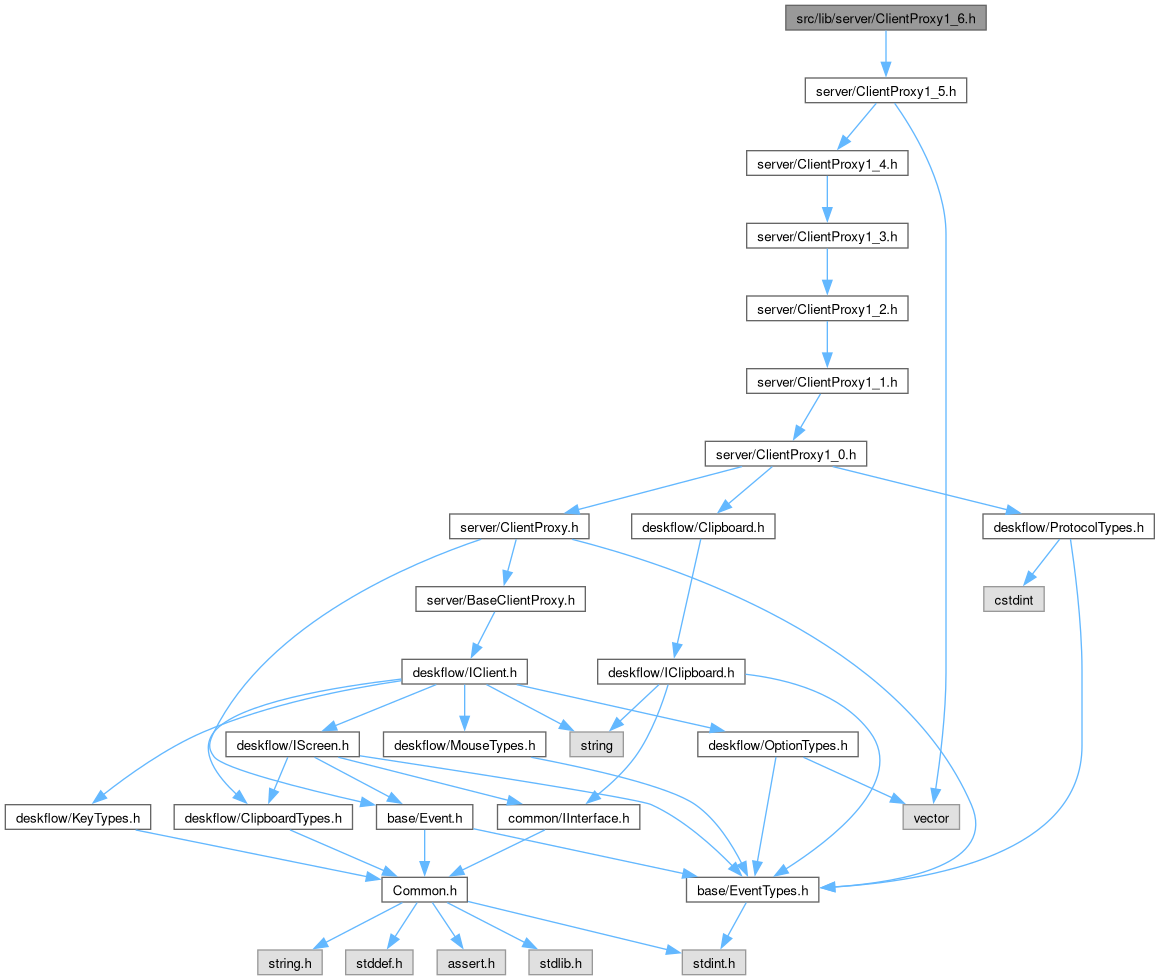 src/lib/server/ClientProxy1_6.h
server/ClientProxy1_5.h
server/ClientProxy1_4.h
server/ClientProxy1_3.h
server/ClientProxy1_2.h
server/ClientProxy1_1.h
server/ClientProxy1_0.h
server/ClientProxy.h
deskflow/Clipboard.h
deskflow/ProtocolTypes.h
server/BaseClientProxy.h
cstdint
deskflow/IClient.h
deskflow/IClipboard.h
deskflow/IScreen.h
deskflow/MouseTypes.h
string
deskflow/OptionTypes.h
deskflow/KeyTypes.h
deskflow/ClipboardTypes.h
base/Event.h
common/IInterface.h
vector
Common.h
base/EventTypes.h
string.h
stddef.h
assert.h
stdlib.h
stdint.h